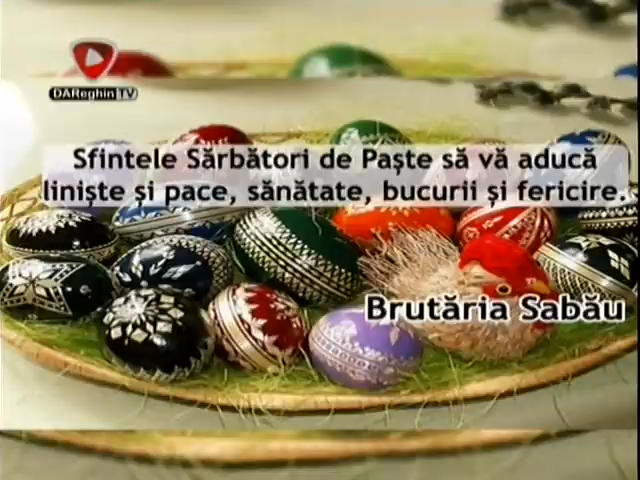 DAReghin TV
Sfintele Sărbători de Paște să vă aducă
liniște și pace, sănătate, bucurii și fericire.
Brutăria Sabău